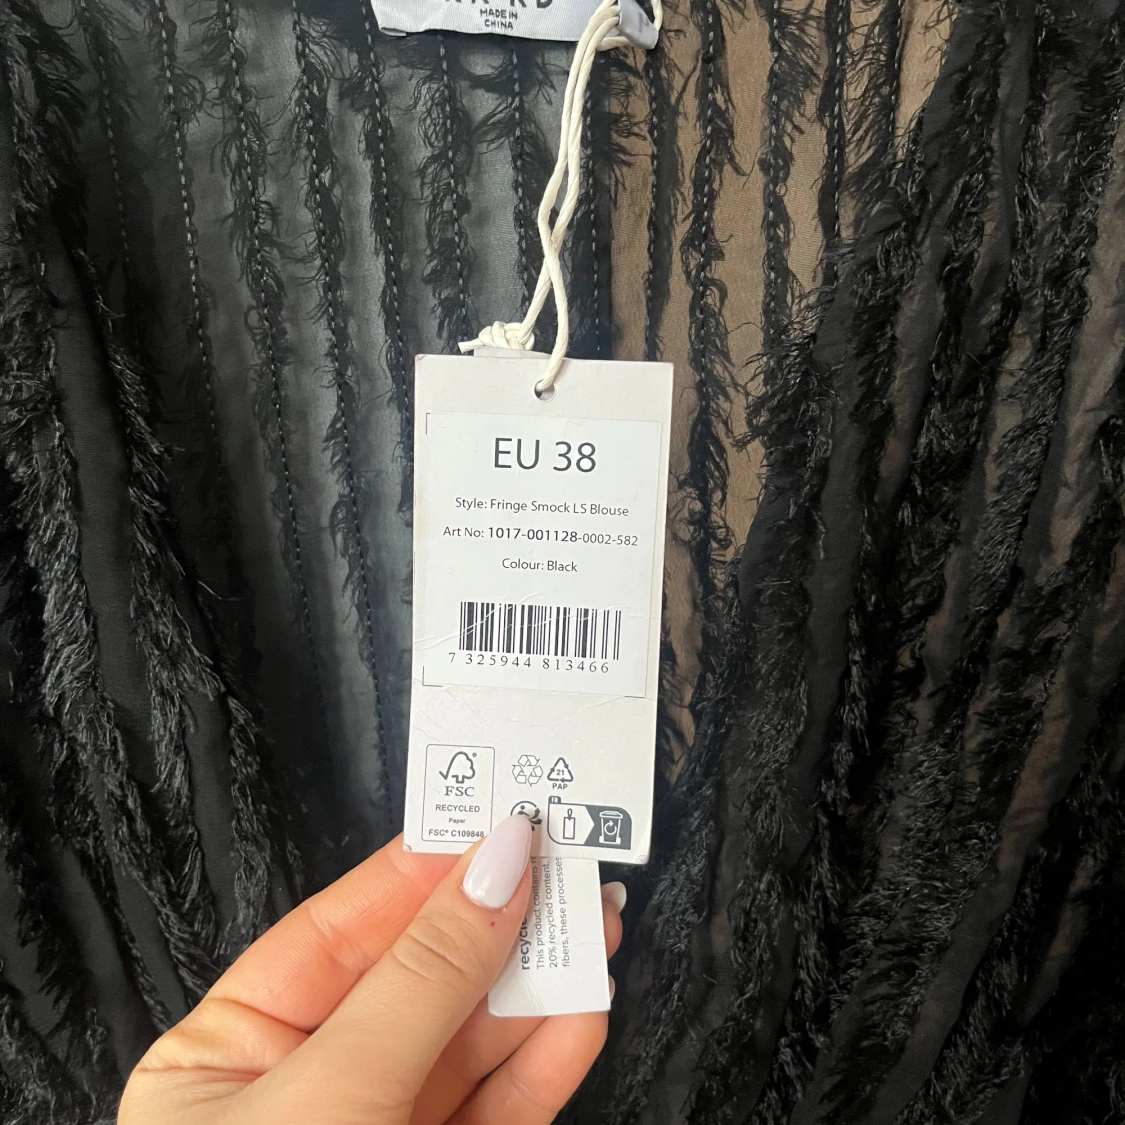 MADE IN
CHINA
EU 38
Style: Fringe Smock LS Blouse
Art No: 1017-001128-0002-582
Colour: Black
7 325944 813466
FSC
RECYCLED
Paper
FSC® C109848
21
PAP
FR
This product contains
20% recycled content.
fibers, these processes